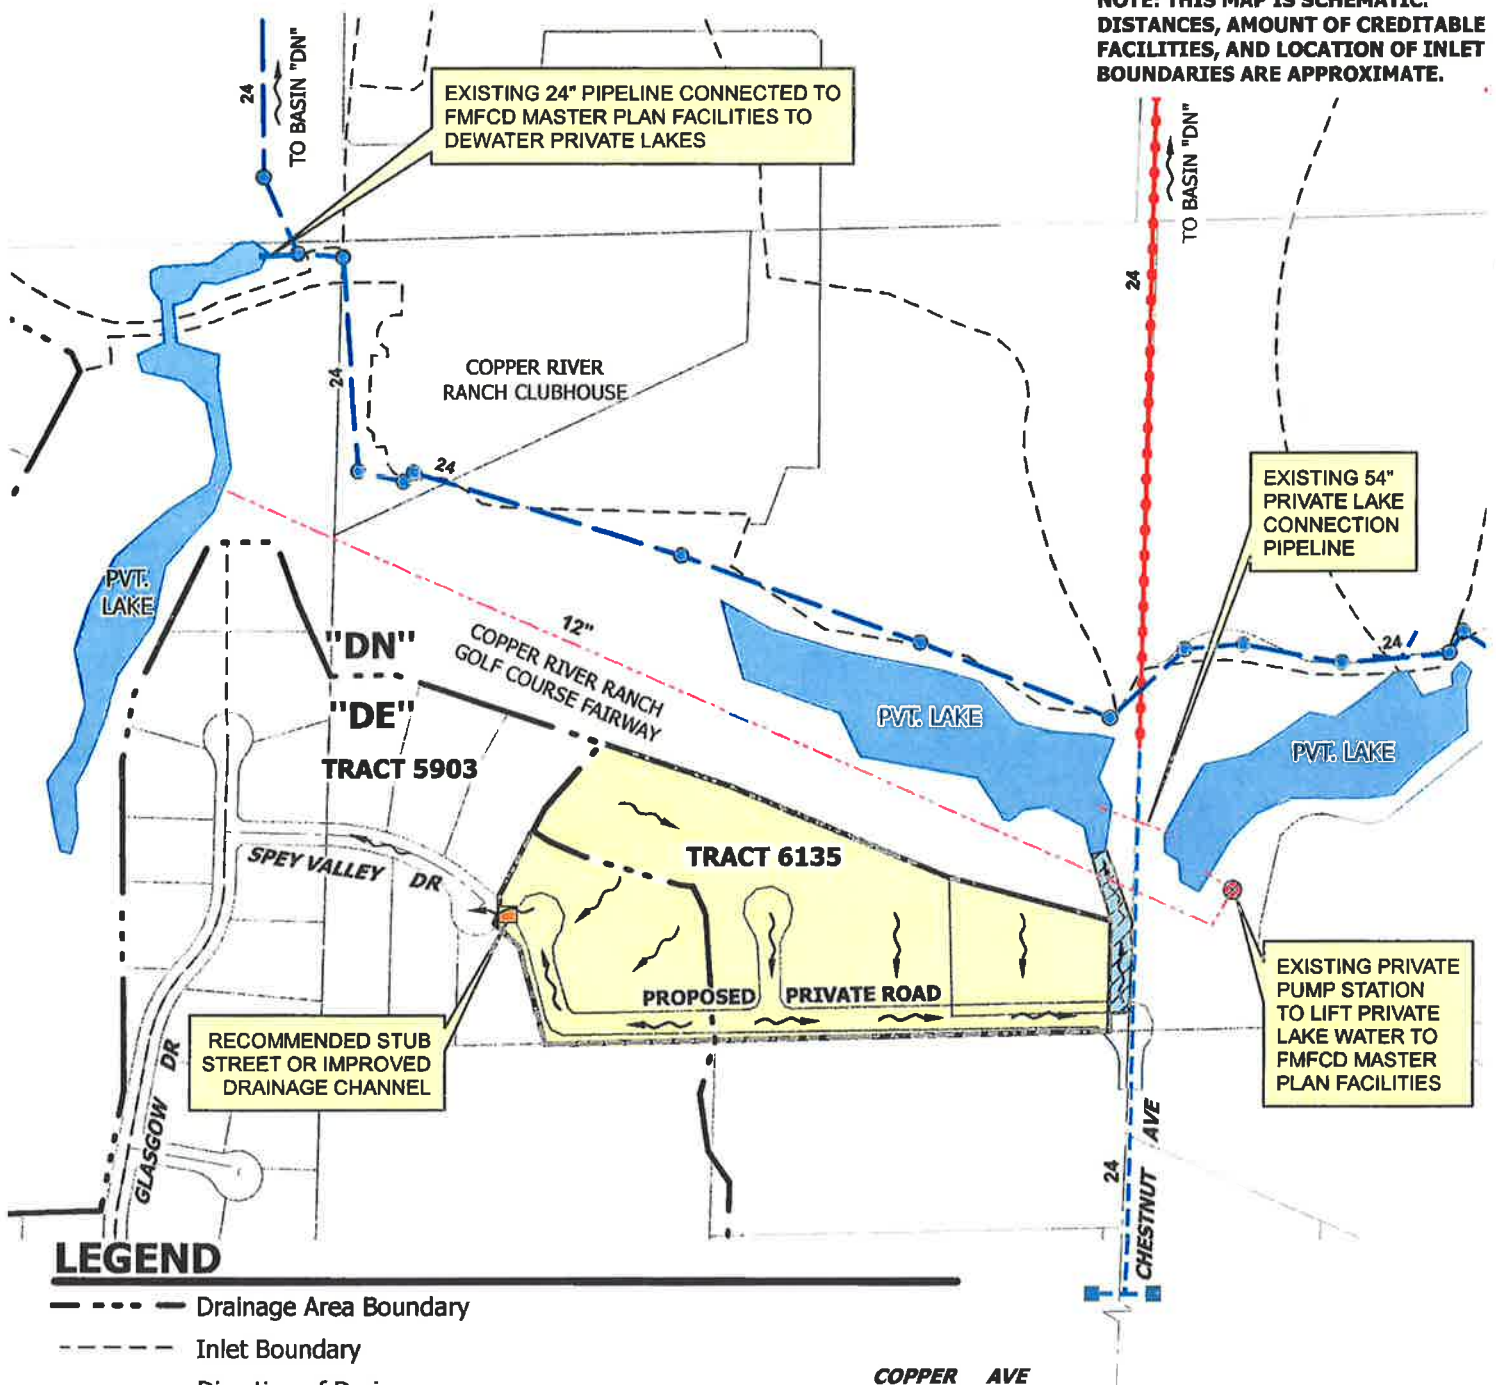 NOTE: THIS MAP IS SCHEMATIC.
DISTANCES, AMOUNT OF CREDITABLE
FACILITIES, AND LOCATION OF INLET
BOUNDARIES ARE APPROXIMATE.
24
TO BASIN "DN"
EXISTING 24" PIPELINE CONNECTED TO
FMFCD MASTER PLAN FACILITIES TO
DEWATER PRIVATE LAKES
TO BASIN "DN"
24
24
COPPER RIVER
RANCH CLUBHOUSE
24
EXISTING 54"
PRIVATE LAKE
CONNECTION
PIPELINE
PVT.
LAKE
12"
COPPER RIVER RANCH
GOLF COURSE FAIRWAY
"DN"
"DE"
24
PVT. LAKE
PVT. LAKE
TRACT 5903
TRACT 6135
SPEY VALLEY DR
PROPOSED PRIVATE ROAD
EXISTING PRIVATE
PUMP STATION
TO LIFT PRIVATE
LAKE WATER TO
FMFCD MASTER
PLAN FACILITIES
RECOMMENDED STUB
STREET OR IMPROVED
DRAINAGE CHANNEL
GLASGOW DR
24
CHESTNUT AVE
LEGEND
Drainage Area Boundary
Inlet Boundary
COPPER AVE